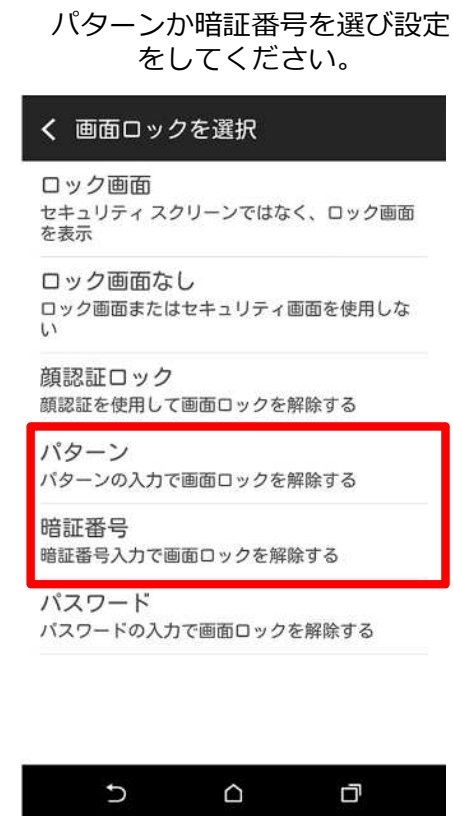 パターンか暗証番号を選び設定
をしてください。
画面ロックを選択
ロック画面
セキュリティ スクリーンではなく、ロック画面
を表示
ロック画面なし
ロック画面またはセキュリティ画面を使用しな
い
顔認証ロック
顔認証を使用して画面ロックを解除する
パターン
パターンの入力で画面ロックを解除する
暗証番号
暗証番号入力で画面ロックを解除する
パスワード
パスワードの入力で画面ロックを解除する